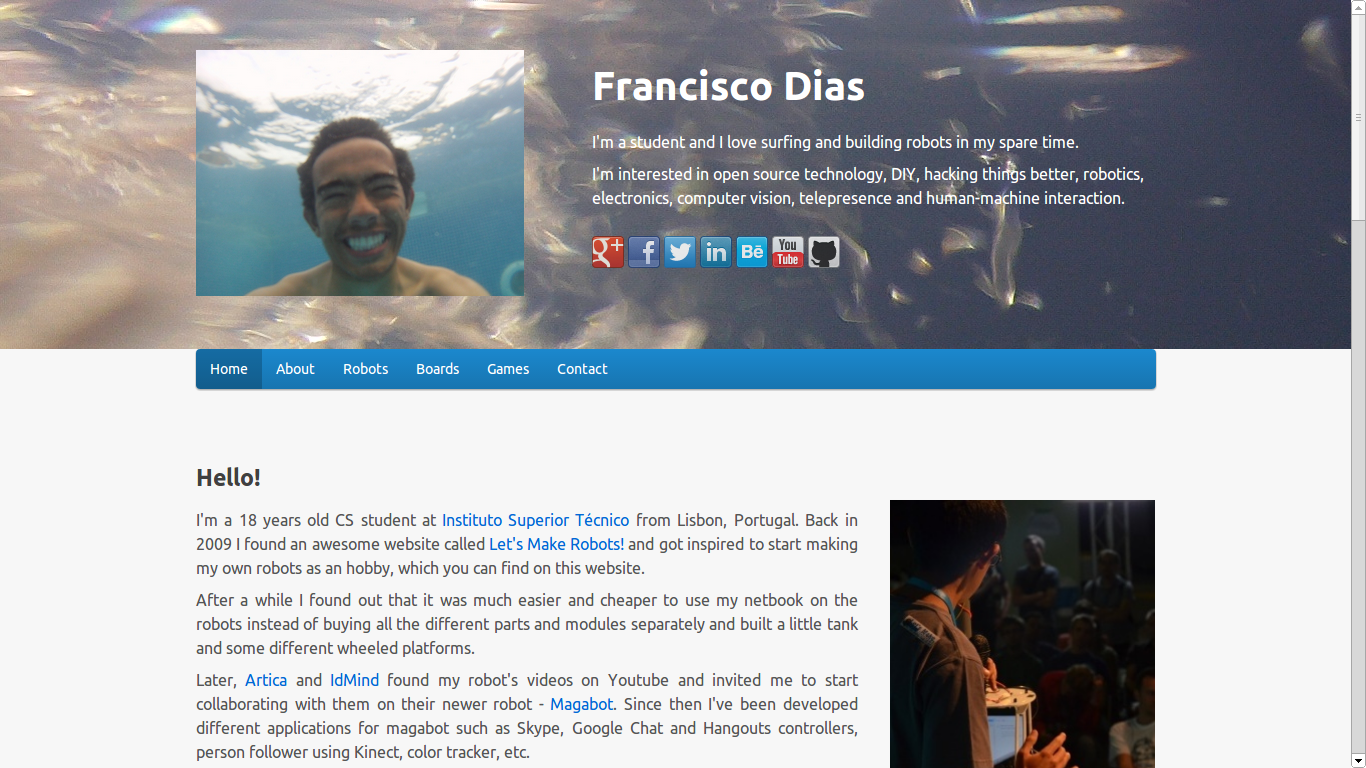 Francisco Dias
I'm a student and I love surfing and building robots in my spare time.
I'm interested in open source technology, DIY, hacking things better, robotics,
electronics, computer vision, telepresence and human-machine interaction.
g+ f in Bē You Tube
Home About Robots Boards Games Contact
Hello!
I'm a 18 years old CS student at Instituto Superior Técnico from Lisbon, Portugal. Back in
2009 I found an awesome website called Let's Make Robots! and got inspired to start making
my own robots as an hobby, which you can find on this website.
After a while I found out that it was much easier and cheaper to use my netbook on the
robots instead of buying all the different parts and modules separately and built a little tank
and some different wheeled platforms.
Later, Artica and IdMind found my robot's videos on Youtube and invited me to start
collaborating with them on their newer robot - Magabot. Since then I've been developed
different applications for magabot such as Skype, Google Chat and Hangouts controllers,
person follower using Kinect, color tracker, etc.